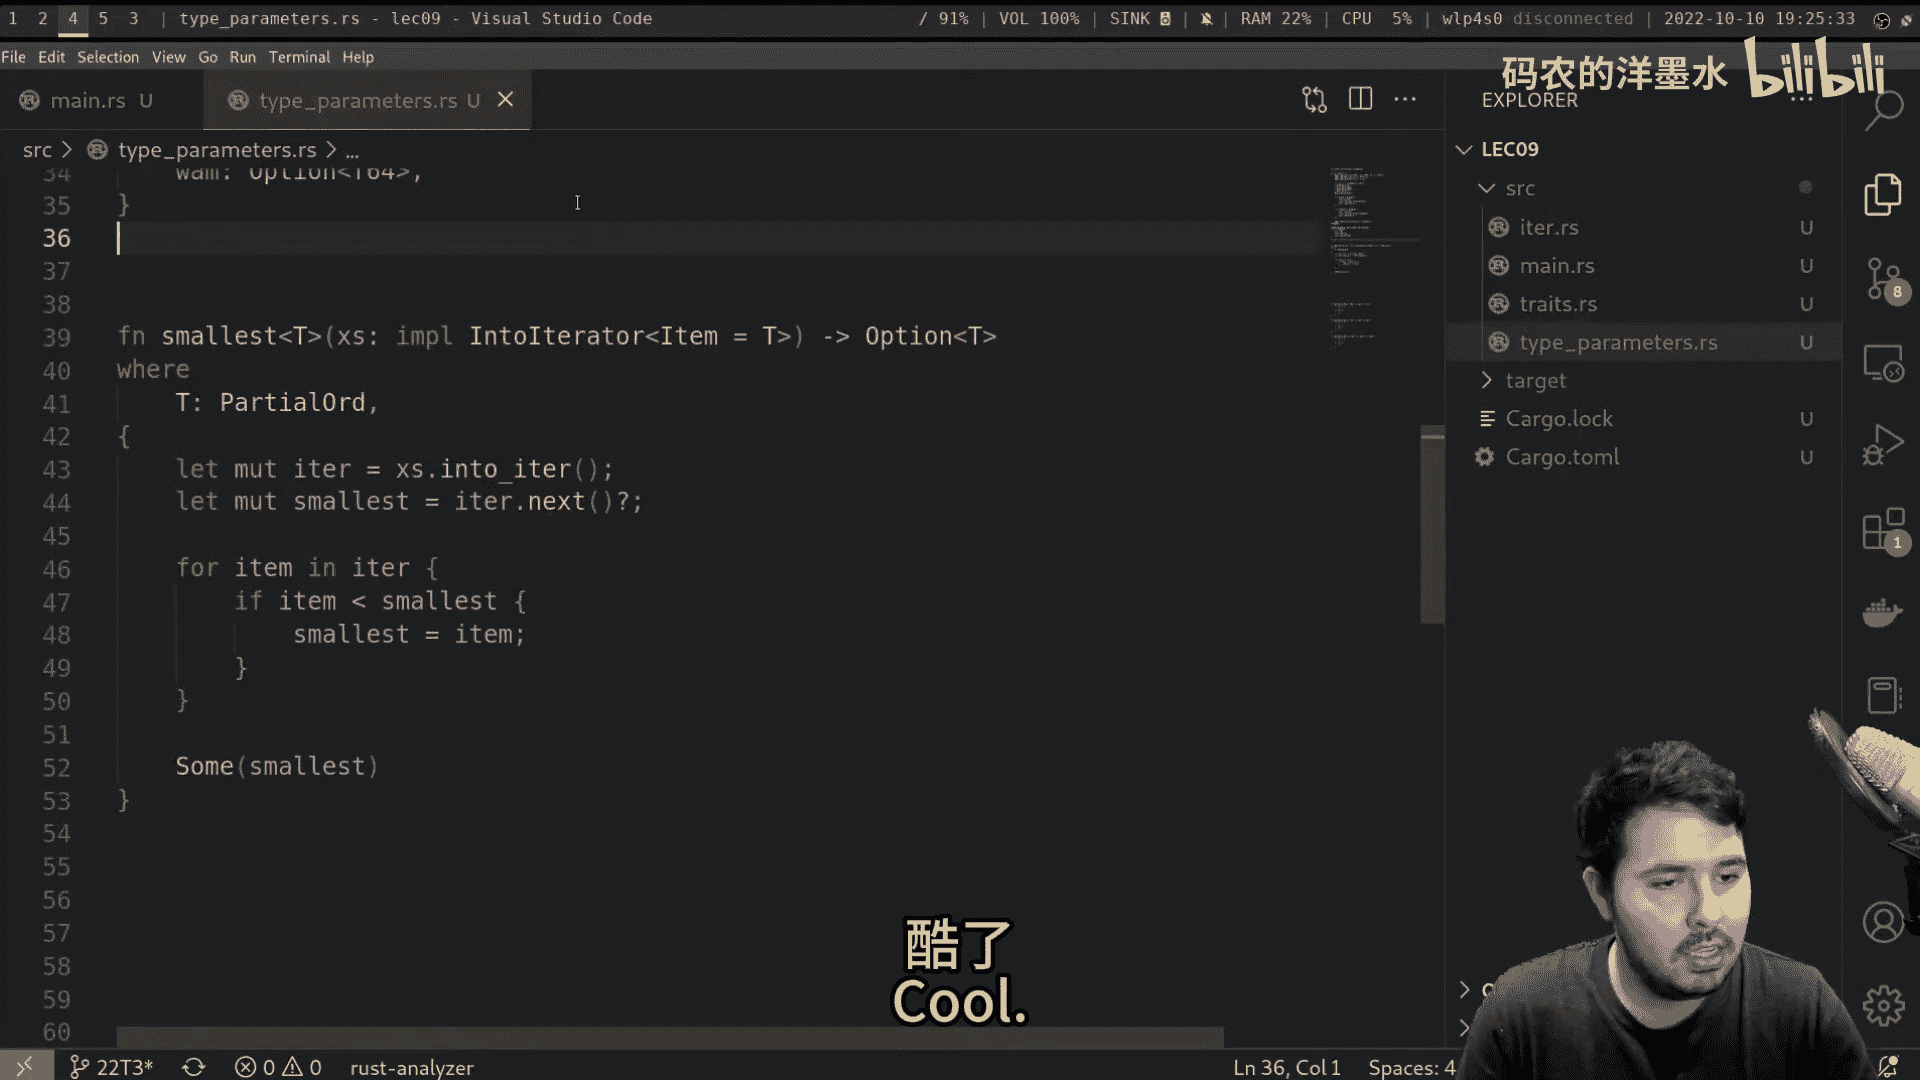 1 2 4 5 3 | type_parameters.rs - lec09 - Visual Studio Code
/ 91% | VOL 100% | SINK | | RAM 22% | CPU 5% | wlp4s0 disconnected | 2022-10-10 19:25:33
File Edit Selection View Go Run Terminal Help
码农的洋墨水 bilibili
main.rs U
type_parameters.rs U
EXPLORER
src > type_parameters.rs > ...
LEC09
src
iter.rs U
main.rs U
traits.rs U
type_parameters.rs U
target
Cargo.lock U
Cargo.toml U
8
1
34 wam: Option<f64>,
35 }
36
37
38
39 fn smallest<T>(xs: impl IntoIterator<Item = T>) -> Option<T>
40 where
41 T: PartialOrd,
42 {
43 let mut iter = xs.into_iter();
44 let mut smallest = iter.next()?;
45
46 for item in iter {
47 if item < smallest {
48 smallest = item;
49 }
50 }
51
52 Some(smallest)
53 }
54
55
56
57
58
59
60
酷了
Cool.
22T3* 0 0 rust-analyzer
Ln 36, Col 1 Spaces: 4